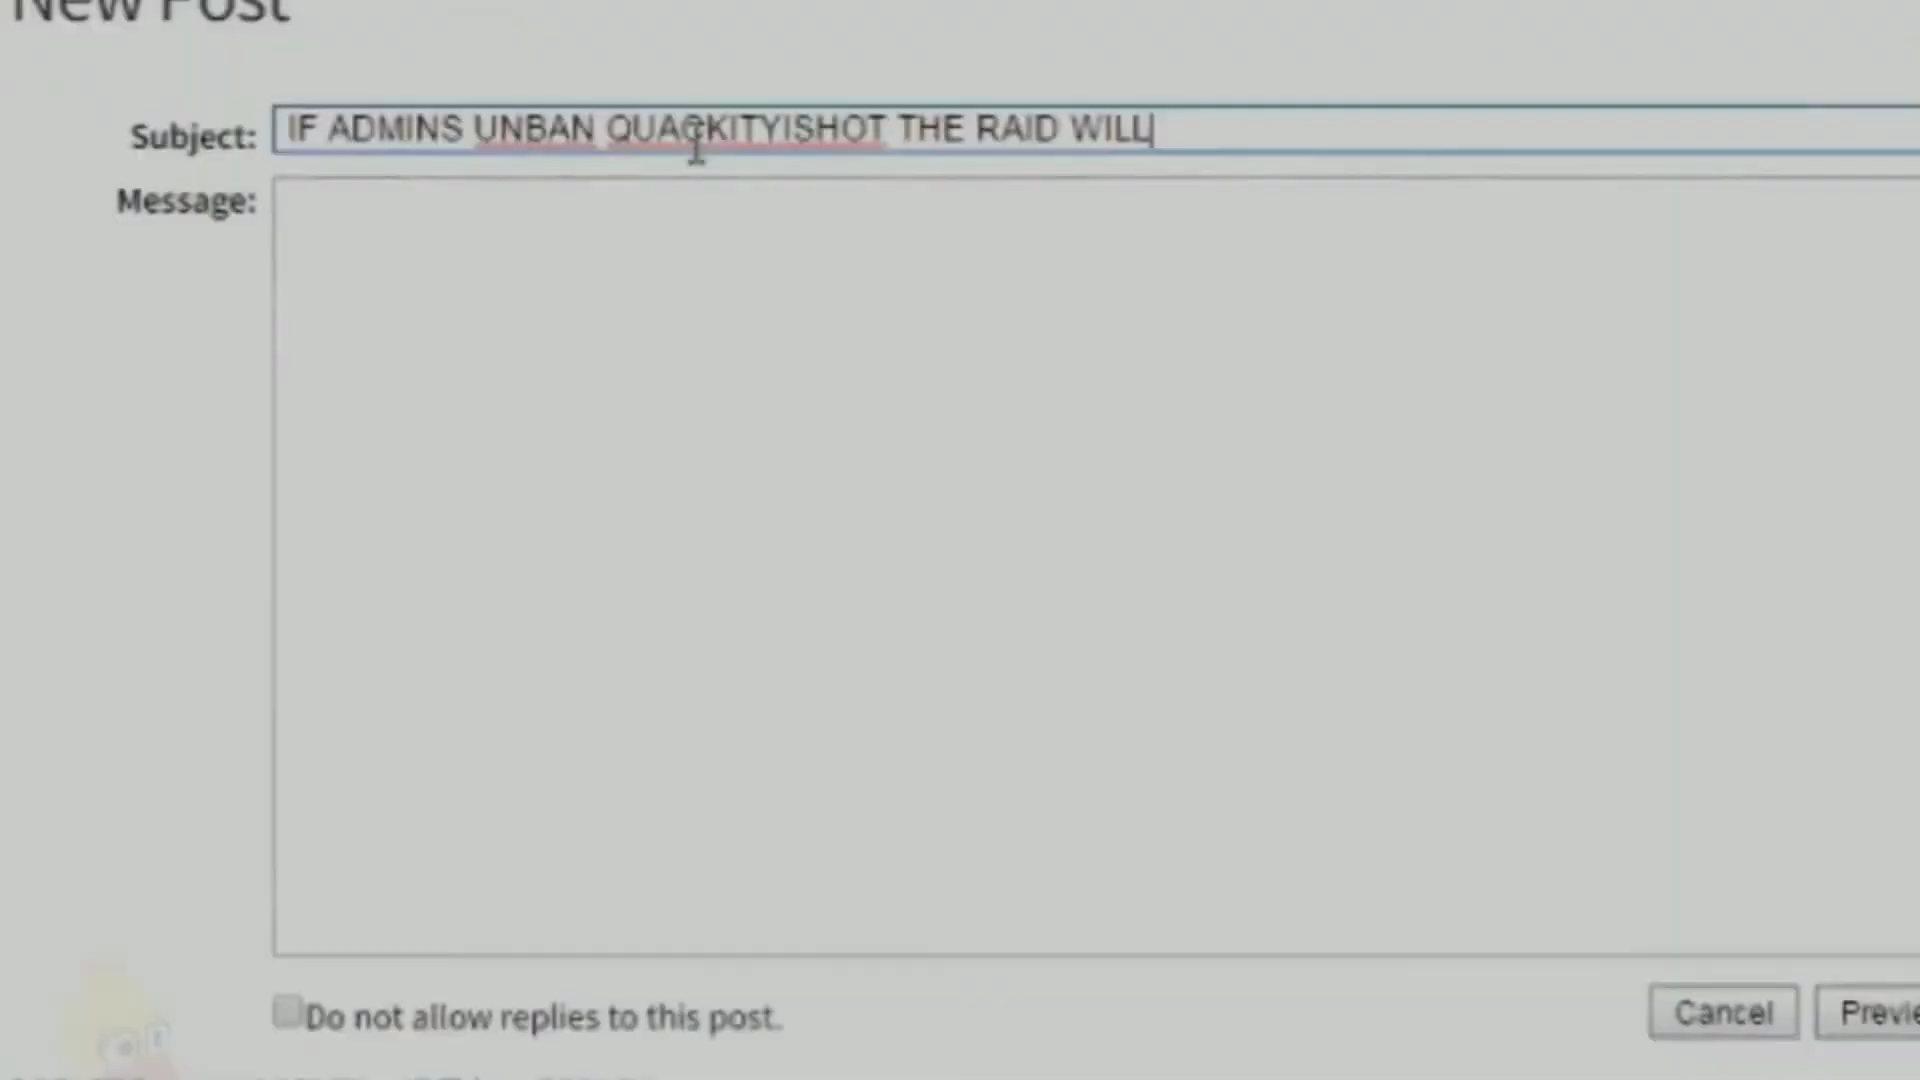 New Post
Subject: IF ADMINS UNBAN QUACKITYISHOT THE RAID WILL
Message:
Do not allow replies to this post.
Cancel